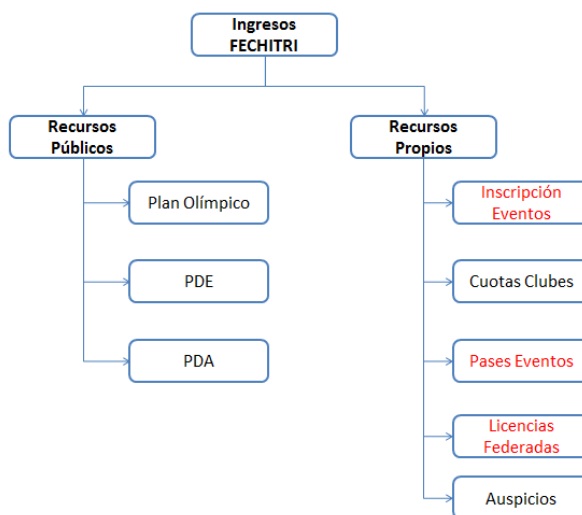 Ingresos
FECHITRI
Recursos
Públicos
Recursos
Propios
Plan Olímpico
PDE
PDA
Inscripción
Eventos
Cuotas Clubes
Pases Eventos
Licencias
Federadas
Auspicios